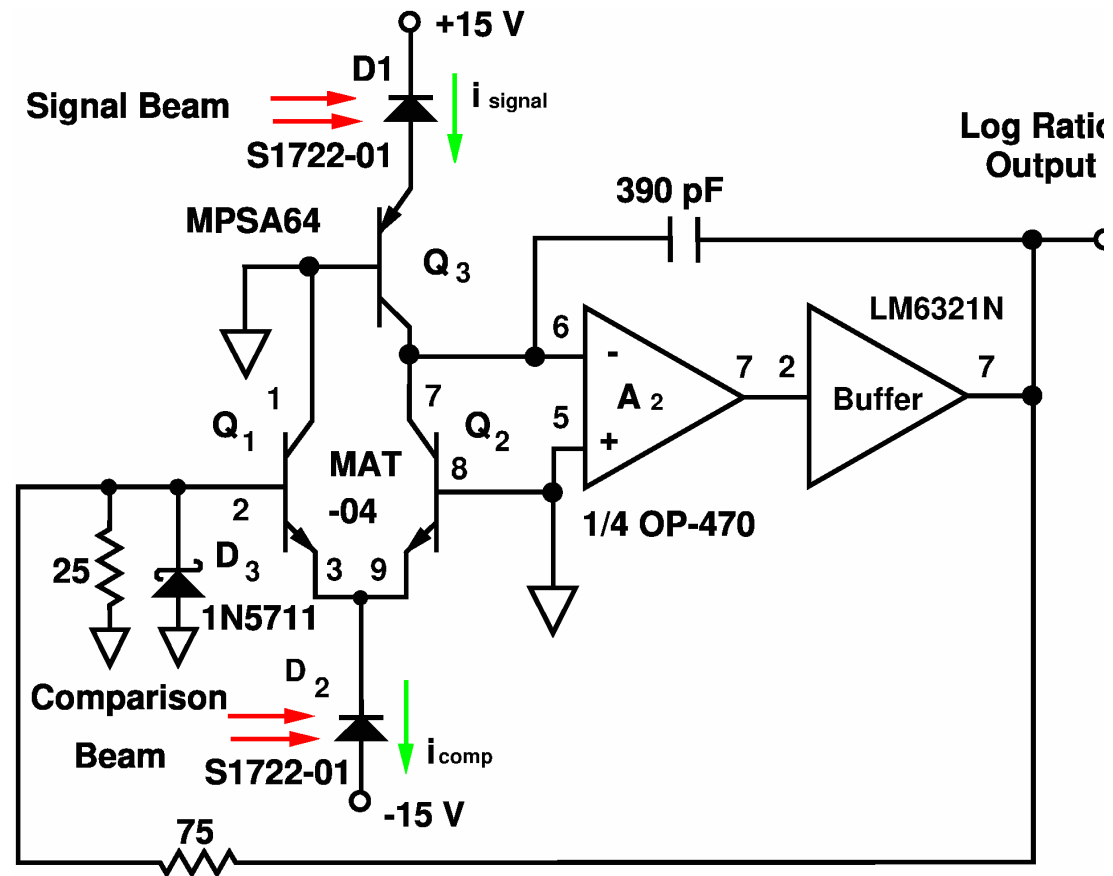 +15 V
D1
i signal
Signal Beam
S1722-01
Log Ratio
Output
390 pF
MPSA64
Q 3
LM6321N
6
-
7
2
7
A 2
Buffer
1
7
5
Q 1
Q 2
+
MAT
8
-04
2
1/4 OP-470
D 3
3
9
25
1N5711
D 2
Comparison
Beam
i comp
S1722-01
-15 V
75